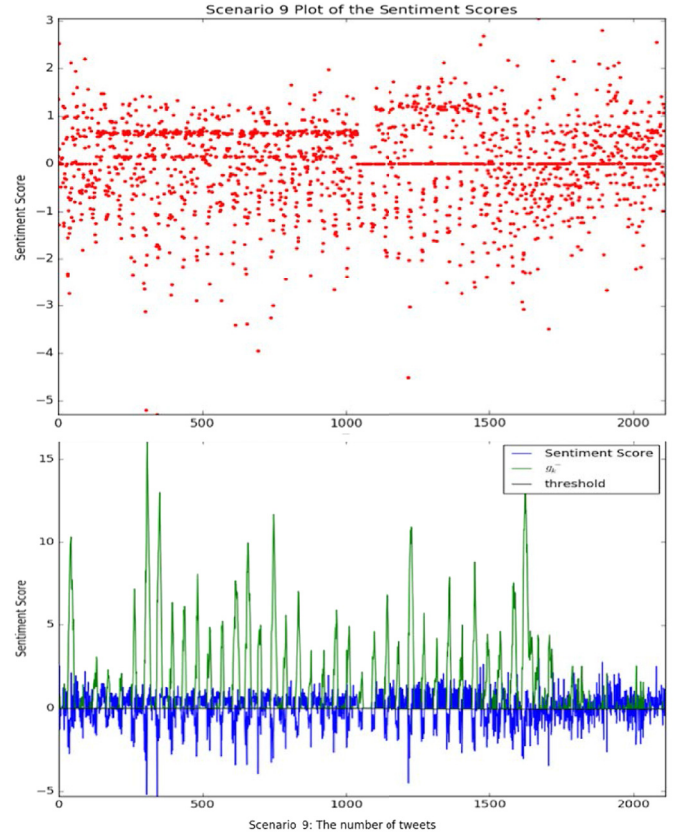 Scenario 9 Plot of the Sentiment Scores
3
2
1
0
−1
−2
−3
−4
−5
Sentiment Score
0 500 1000 1500 2000
Sentiment Score
gₖ⁻
threshold
15
10
5
0
−5
Sentiment Score
0 500 1000 1500 2000
Scenario 9: The number of tweets